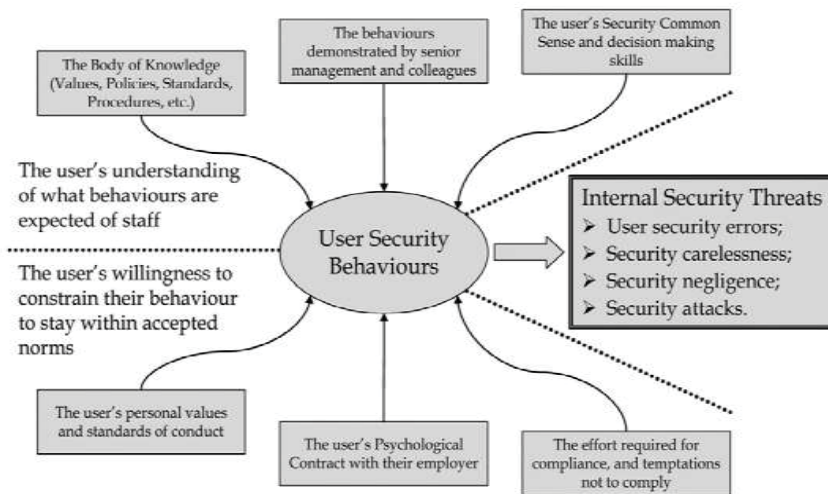 The Body of Knowledge
(Values, Policies, Standards,
Procedures, etc.)
The behaviours
demonstrated by senior
management and colleagues
The user's Security Common
Sense and decision making
skills
The user's understanding
of what behaviours are
expected of staff
User Security
Behaviours
Internal Security Threats
➢ User security errors;
➢ Security carelessness;
➢ Security negligence;
➢ Security attacks.
The user's willingness to
constrain their behaviour
to stay within accepted
norms
The user's personal values
and standards of conduct
The user's Psychological
Contract with their employer
The effort required for
compliance, and temptations
not to comply